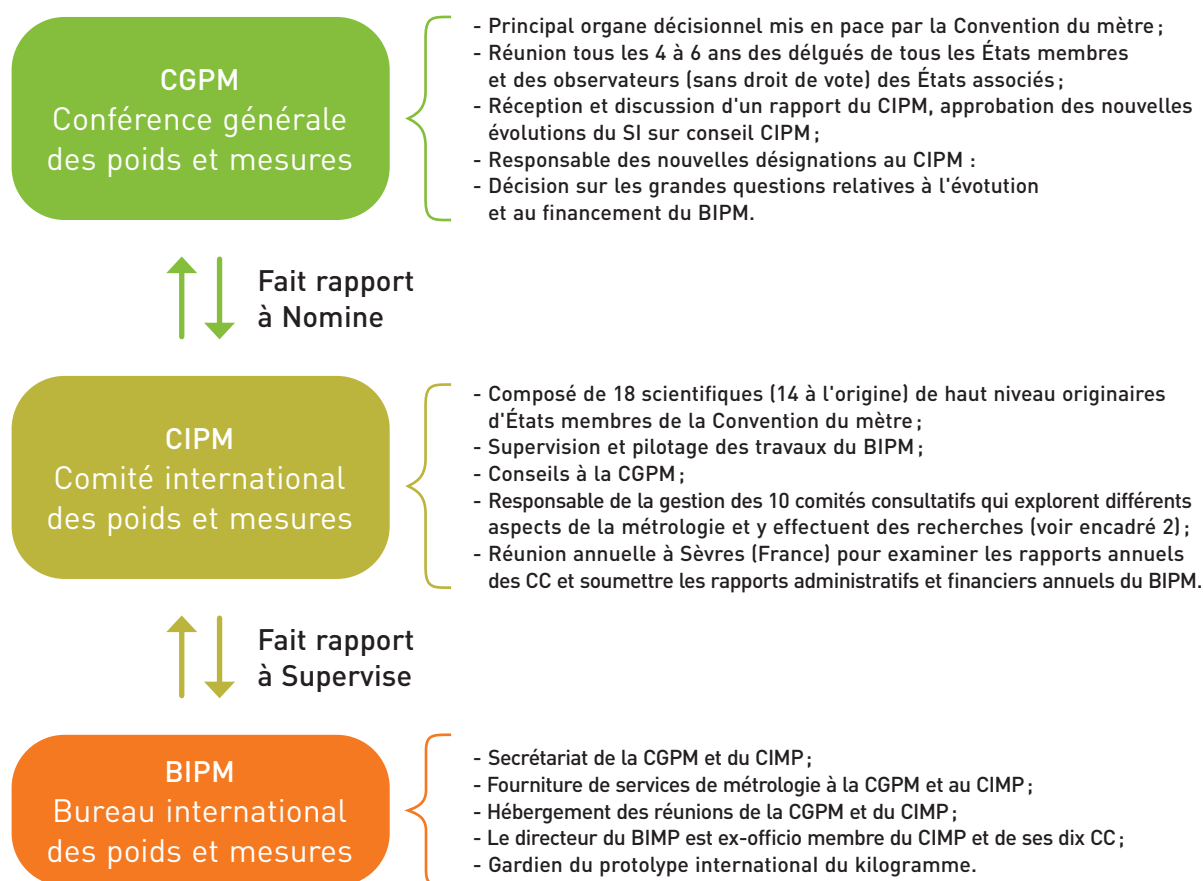 CGPM
Conférence générale
des poids et mesures
- Principal organe décisionnel mis en pace par la Convention du mètre ;
- Réunion tous les 4 à 6 ans des délgués de tous les États membres
et des observateurs (sans droit de vote) des États associés ;
- Réception et discussion d'un rapport du CIPM, approbation des nouvelles
évolutions du SI sur conseil CIPM ;
- Responsable des nouvelles désignations au CIPM :
- Décision sur les grandes questions relatives à l'évotution
et au financement du BIPM.
Fait rapport
à Nomine
CIPM
Comité international
des poids et mesures
- Composé de 18 scientifiques (14 à l'origine) de haut niveau originaires
d'États membres de la Convention du mètre ;
- Supervision et pilotage des travaux du BIPM ;
- Conseils à la CGPM ;
- Responsable de la gestion des 10 comités consultatifs qui explorent différents
aspects de la métrologie et y effectuent des recherches (voir encadré 2) ;
- Réunion annuelle à Sèvres (France) pour examiner les rapports annuels
des CC et soumettre les rapports administratifs et financiers annuels du BIPM.
Fait rapport
à Supervise
BIPM
Bureau international
des poids et mesures
- Secrétariat de la CGPM et du CIMP ;
- Fourniture de services de métrologie à la CGPM et au CIMP ;
- Hébergement des réunions de la CGPM et du CIMP ;
- Le directeur du BIMP est ex-officio membre du CIMP et de ses dix CC ;
- Gardien du protolype international du kilogramme.